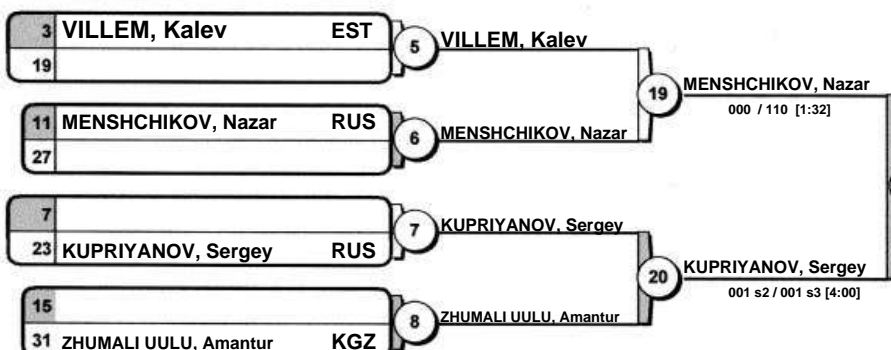 3 VILLEM, Kalev EST
19
5 VILLEM, Kalev
11 MENSHCHIKOV, Nazar RUS
27
6 MENSHCHIKOV, Nazar
19 MENSHCHIKOV, Nazar
000 / 110 [1:32]
7
23 KUPRIYANOV, Sergey RUS
7 KUPRIYANOV, Sergey
15
31 ZHUMALI UULU, Amantur KGZ
8 ZHUMALI UULU, Amantur
20 KUPRIYANOV, Sergey
001 s2 / 001 s3 [4:00]